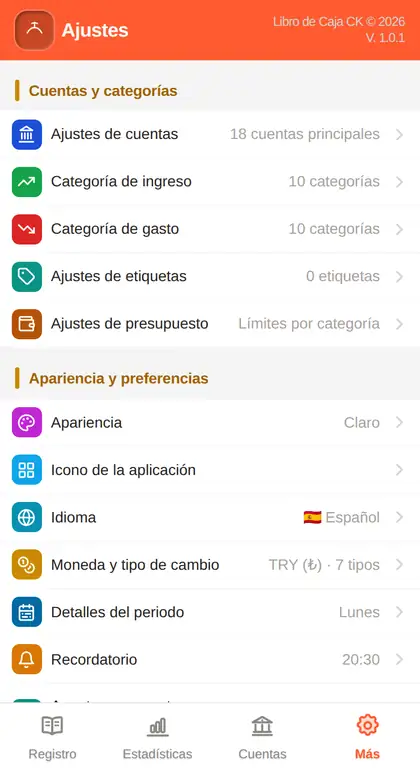 Ajustes
Libro de Caja CK © 2026
V. 1.0.1
Cuentas y categorías
Ajustes de cuentas 18 cuentas principales
Categoría de ingreso 10 categorías
Categoría de gasto 10 categorías
Ajustes de etiquetas 0 etiquetas
Ajustes de presupuesto Límites por categoría
Apariencia y preferencias
Apariencia Claro
Icono de la aplicación
Idioma 🇪🇸 Español
Moneda y tipo de cambio TRY (₺) · 7 tipos
Detalles del periodo Lunes
Recordatorio 20:30
Registro Estadísticas Cuentas Más